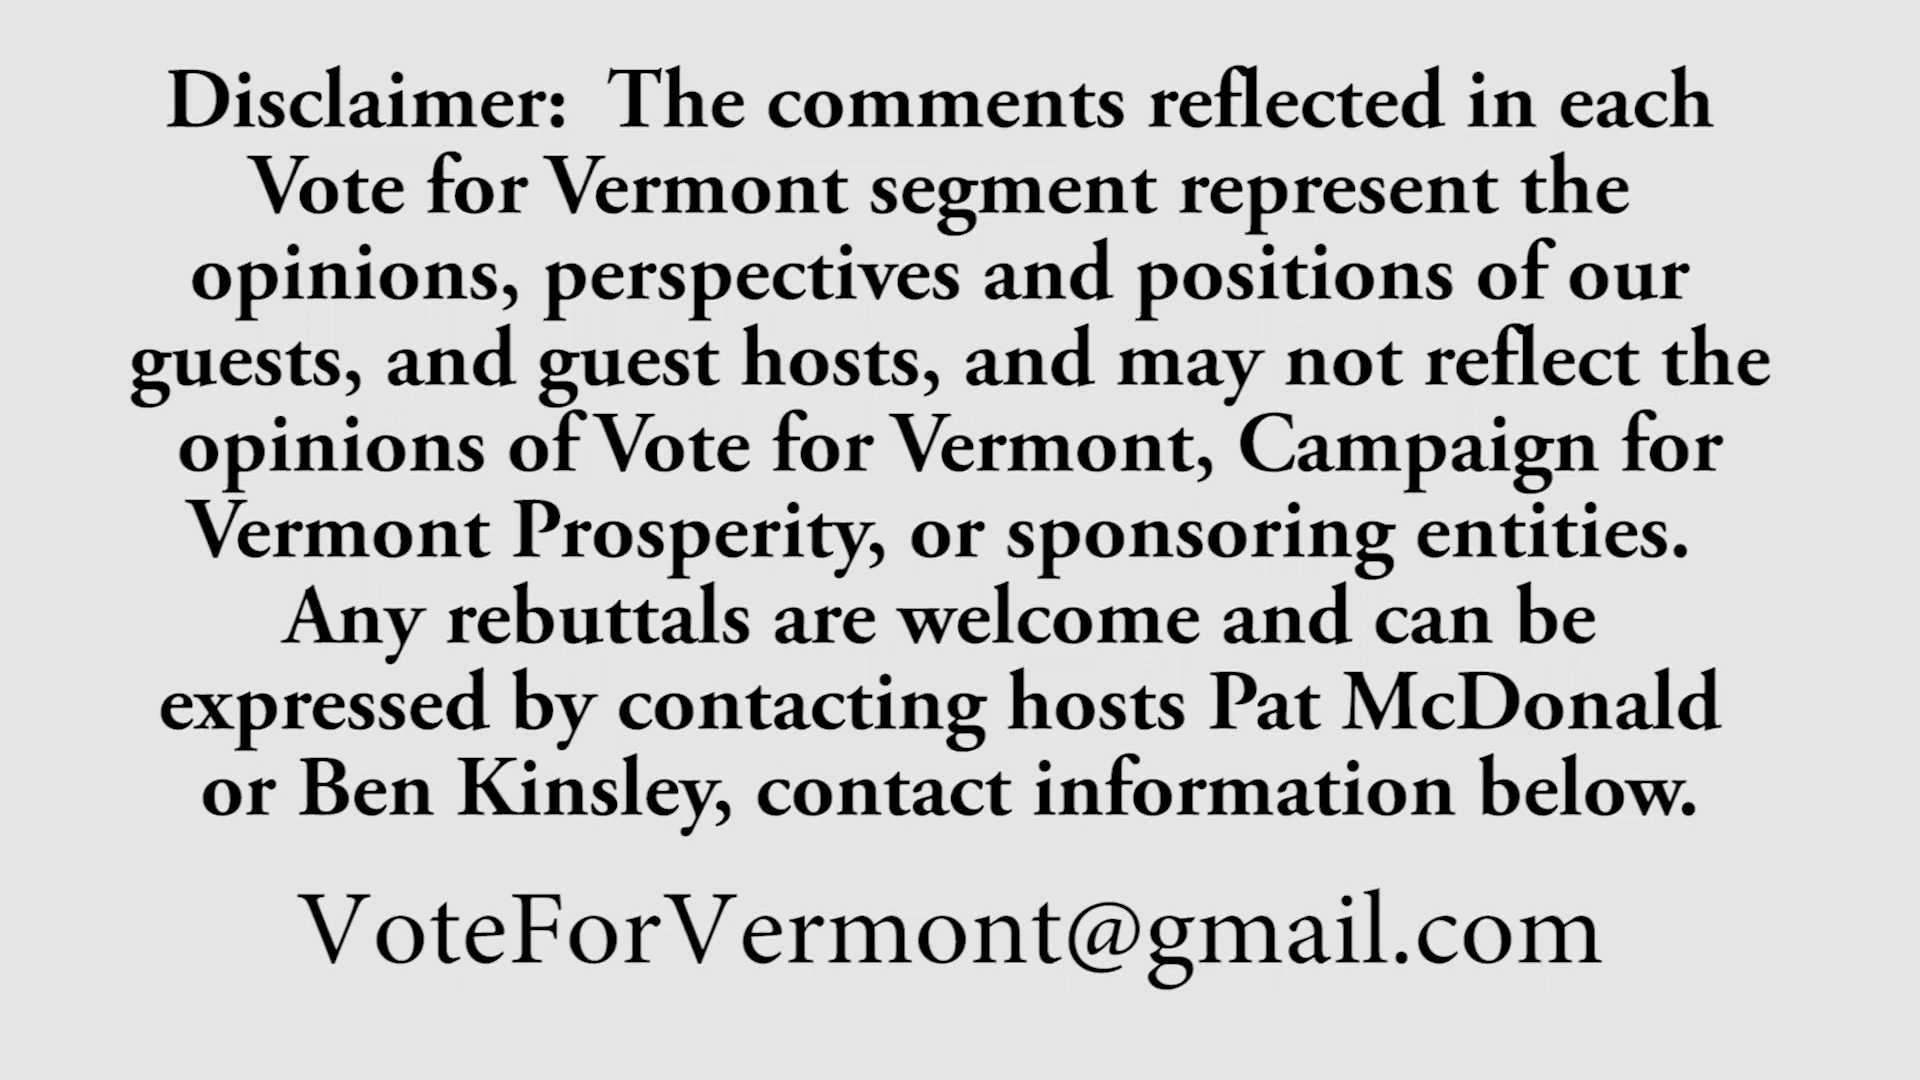 Disclaimer:  The comments reflected in each
Vote for Vermont segment represent the
opinions, perspectives and positions of our
guests, and guest hosts, and may not reflect the
opinions of Vote for Vermont, Campaign for
Vermont Prosperity, or sponsoring entities.
Any rebuttals are welcome and can be
expressed by contacting hosts Pat McDonald
or Ben Kinsley, contact information below.
VoteForVermont@gmail.com